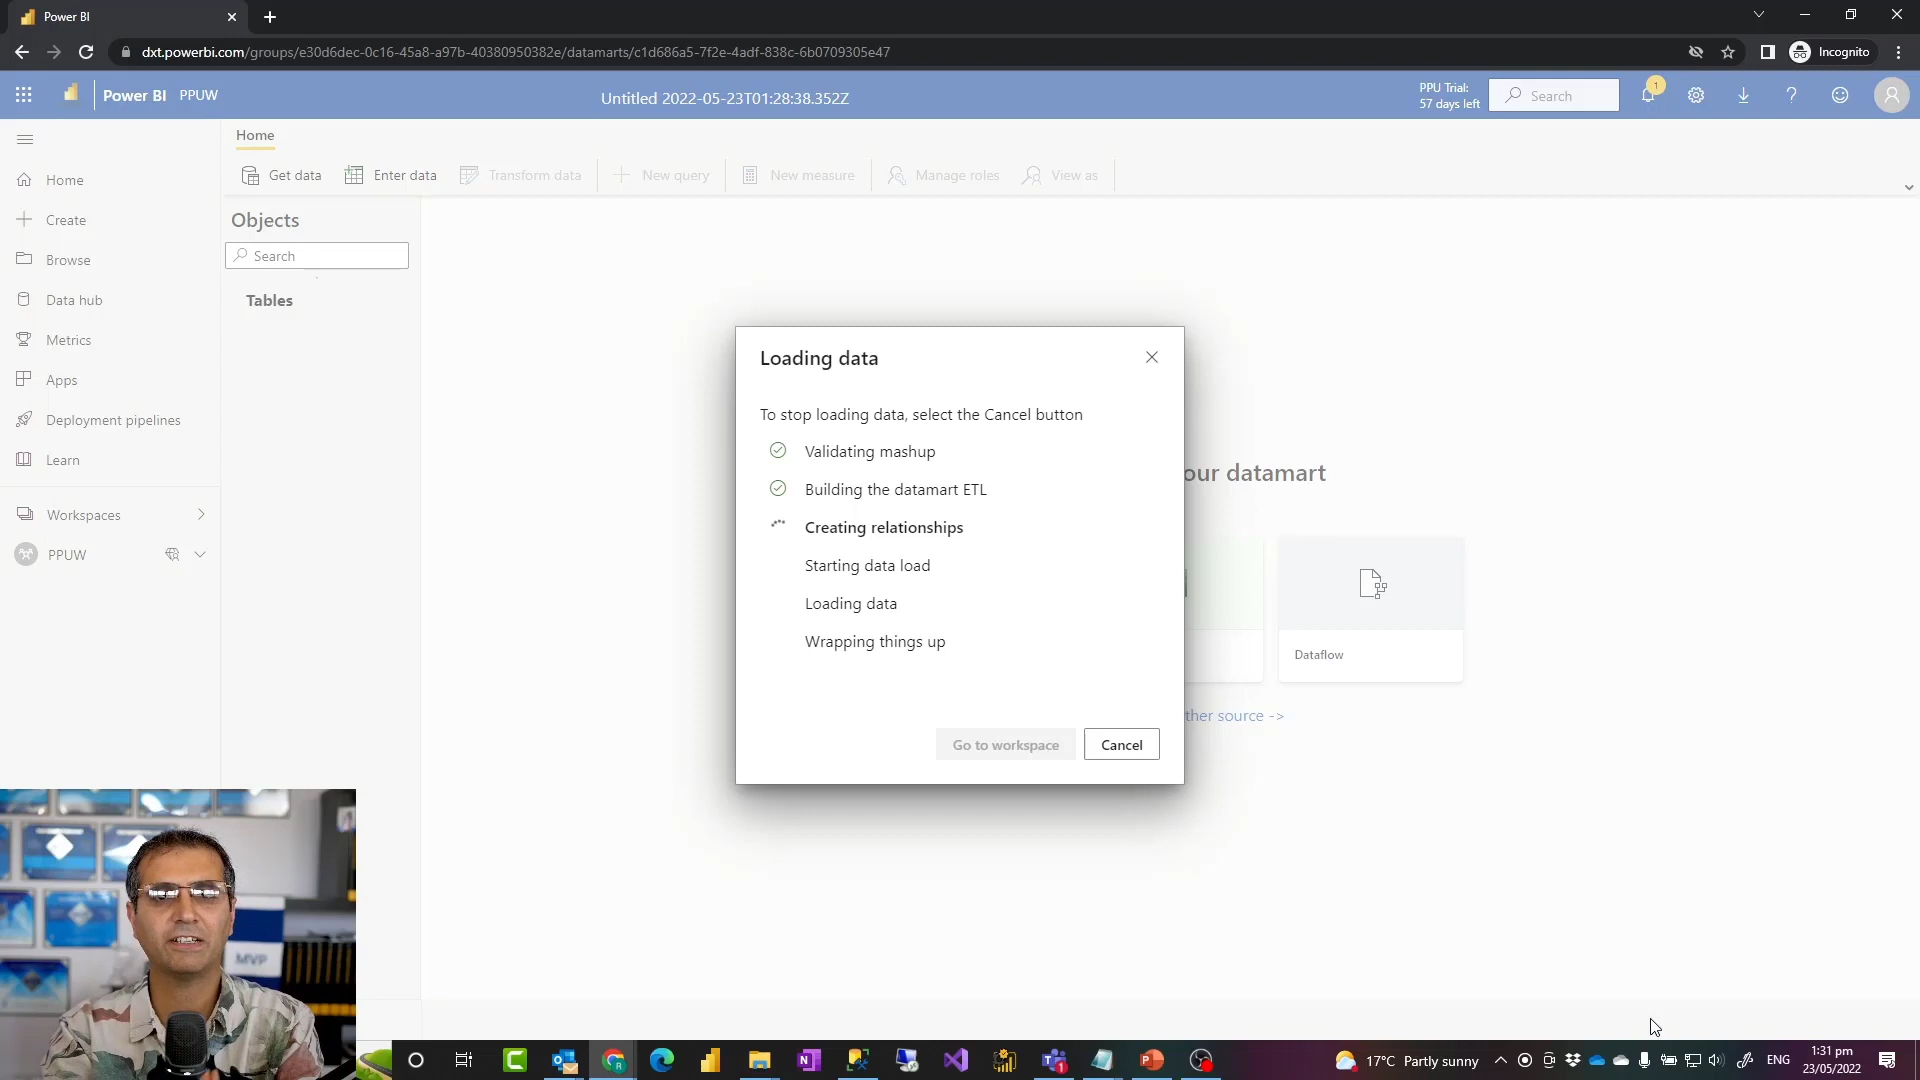 Power BI
dxt.powerbi.com/groups/e30d6dec-0c16-45a8-a97b-40380950382e/datamarts/c1d686a5-7f2e-4adf-838c-6b0709305e47
Incognito
Power BI PPUW
Untitled 2022-05-23T01:28:38.352Z
PPU Trial:
57 days left
Search
1
Home
Get data
Enter data
Transform data
New query
New measure
Manage roles
View as
Home
Create
Browse
Data hub
Metrics
Apps
Deployment pipelines
Learn
Workspaces
PPUW
Objects
Search
Tables
Loading data
To stop loading data, select the Cancel button
Validating mashup
Building the datamart ETL
Creating relationships
Starting data load
Loading data
Wrapping things up
Go to workspace
Cancel
our datamart
Dataflow
ther source ->
MVP
17°C Partly sunny
ENG
1:31 pm
23/05/2022